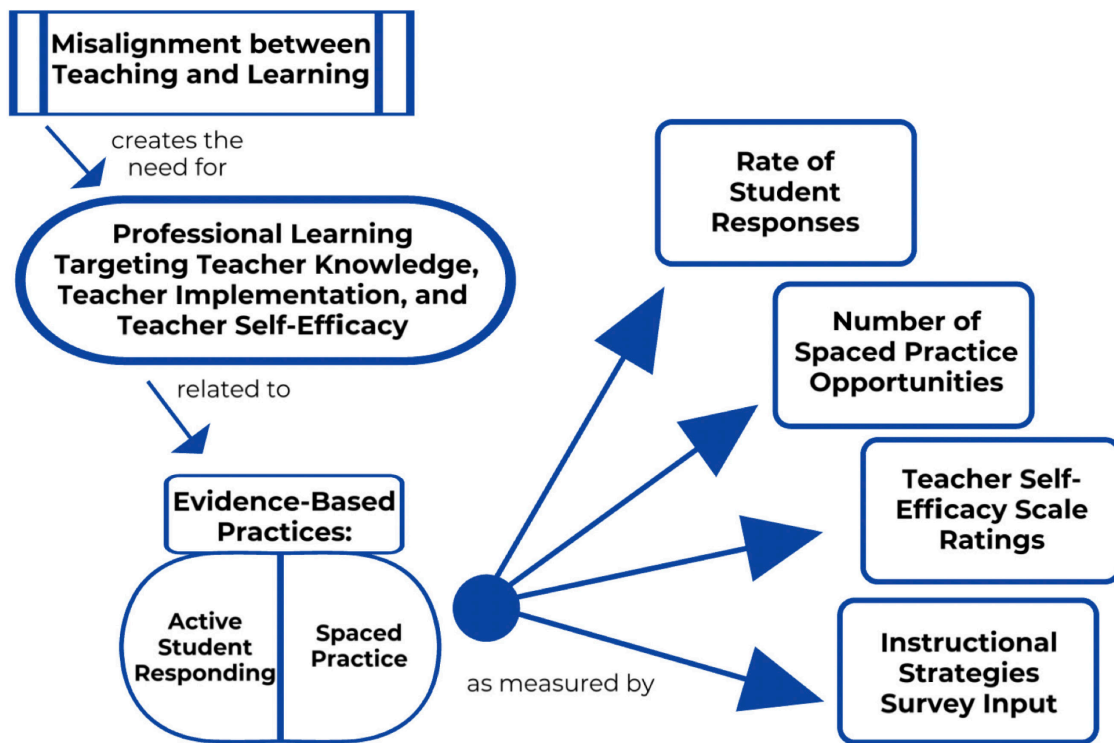 Misalignment between
Teaching and Learning
creates the
need for
Professional Learning
Targeting Teacher Knowledge,
Teacher Implementation, and
Teacher Self-Efficacy
related to
Evidence-Based
Practices:
Active
Student
Responding
Spaced
Practice
as measured by
Rate of
Student
Responses
Number of
Spaced Practice
Opportunities
Teacher Self-
Efficacy Scale
Ratings
Instructional
Strategies
Survey Input